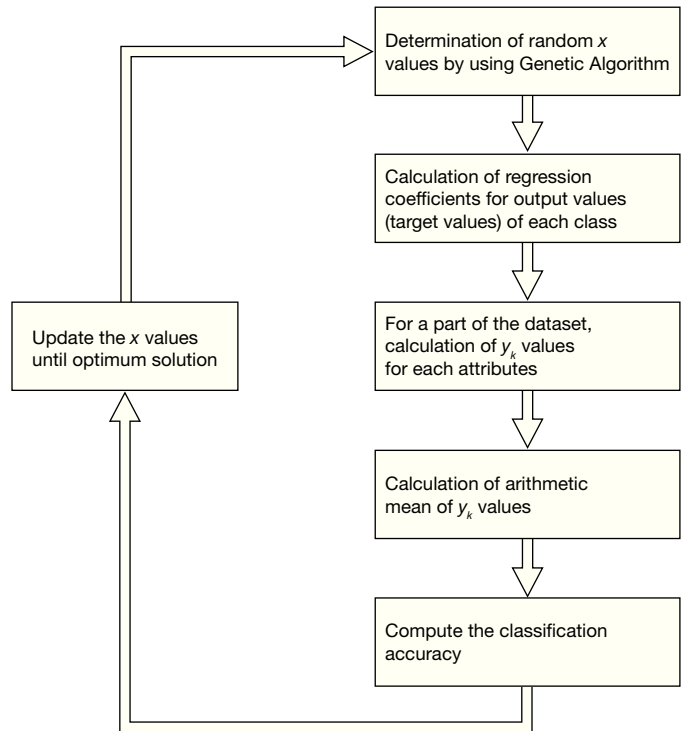 Determination of random x
values by using Genetic Algorithm
Calculation of regression
coefficients for output values
(target values) of each class
For a part of the dataset,
calculation of yk values
for each attributes
Calculation of arithmetic
mean of yk values
Compute the classification
accuracy
Update the x values
until optimum solution